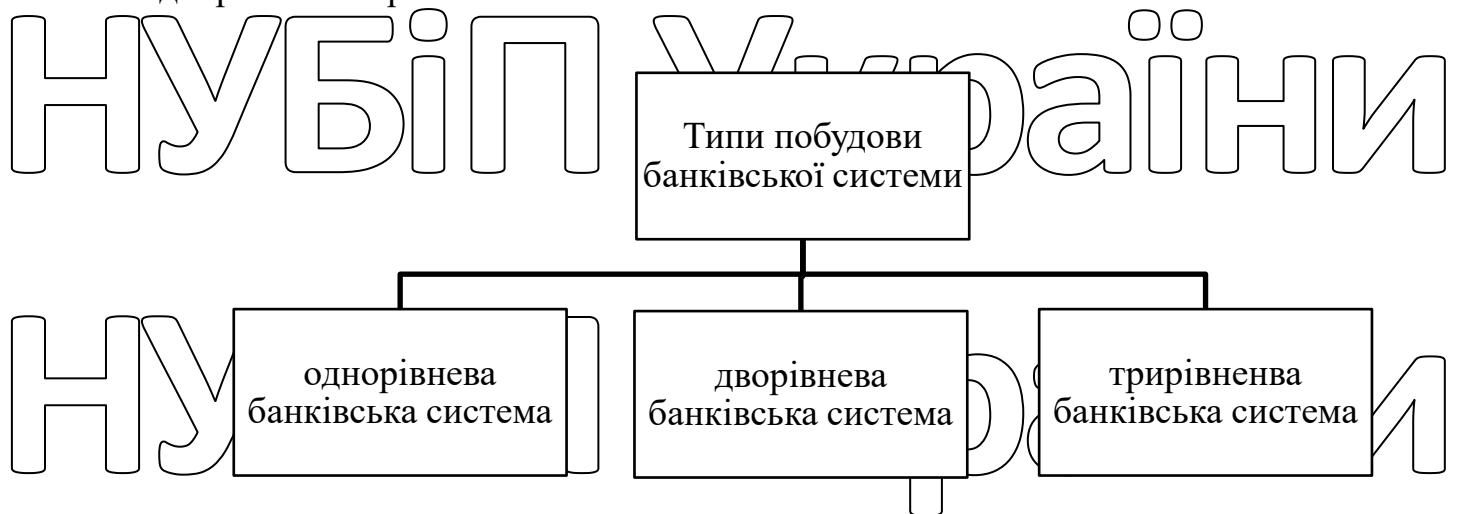 НУБіП України
Типи побудови
банківської системи
однорівнева
банківська система
дворівнева
банківська система
трирівненва
банківська система